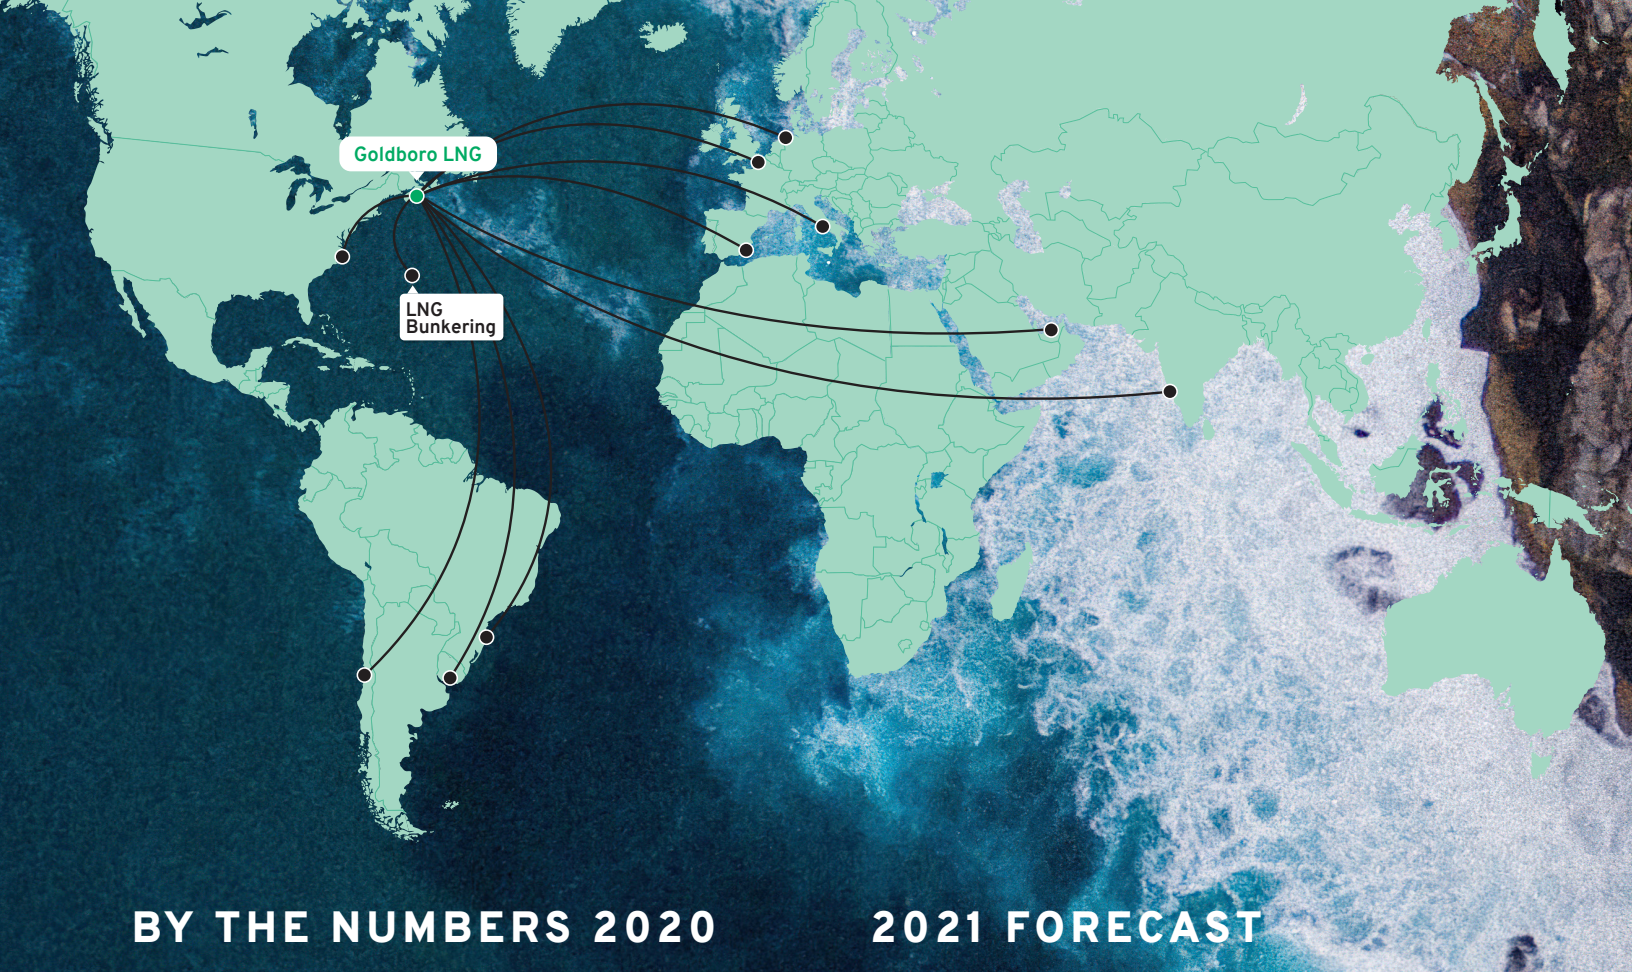 Goldboro LNG
LNG
Bunkering
BY THE NUMBERS 2020
2021 FORECAST